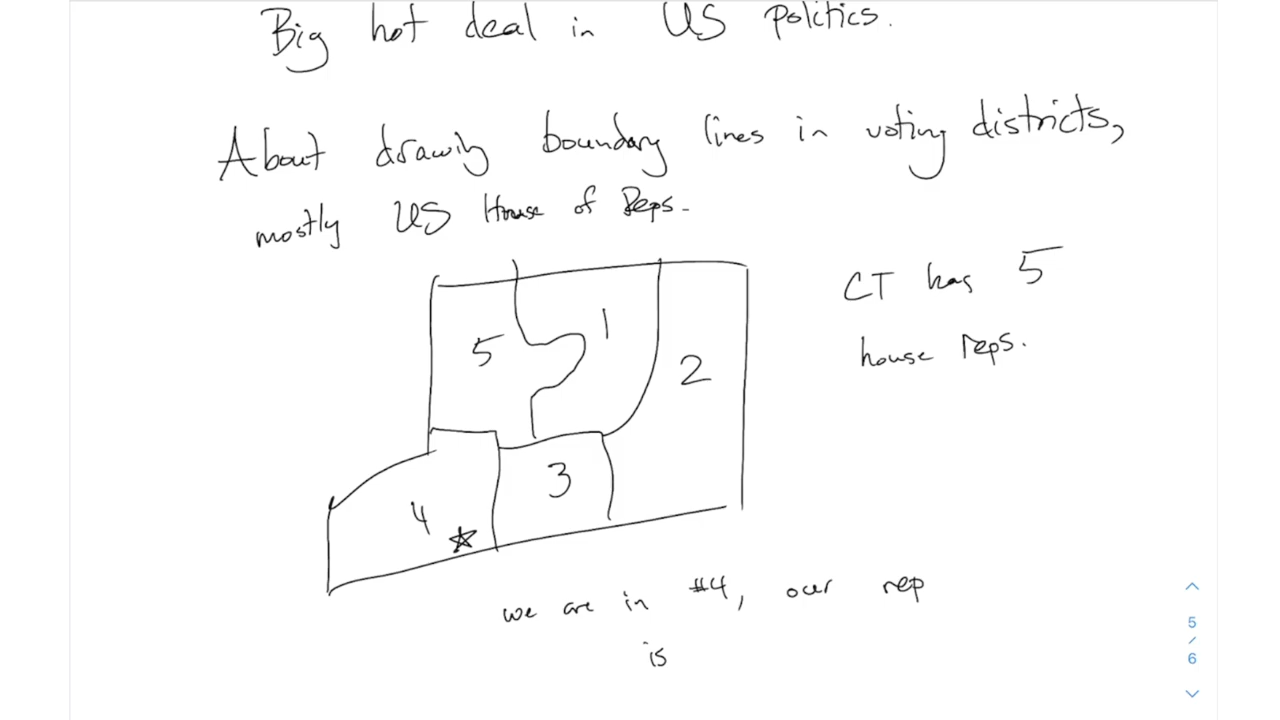 Big hot deal in US politics.
About drawing boundary lines in voting districts,
mostly US House of Reps.
CT has 5
house reps.
5
1
2
3
4
we are in #4, our rep
is
5
/
6